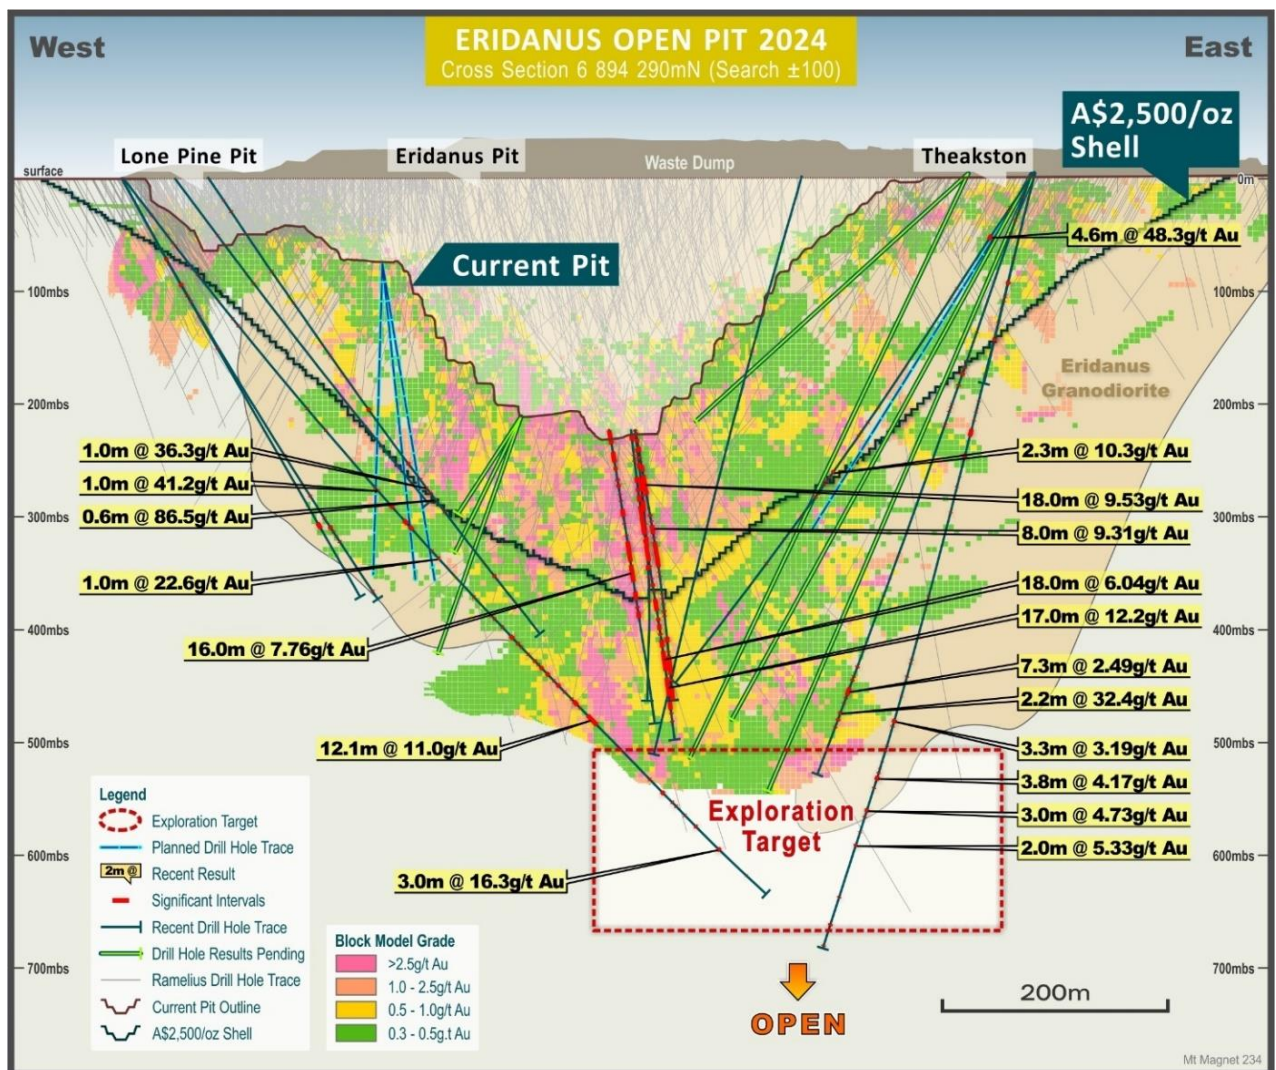 West
ERIDANUS OPEN PIT 2024
Cross Section 6 894 290mN (Search ±100)
East
A$2,500/oz
Shell
Lone Pine Pit
Eridanus Pit
Waste Dump
Theakston
surface
0m
4.6m @ 48.3g/t Au
Current Pit
100mbs
100mbs
Eridanus
Granodiorite
200mbs
200mbs
1.0m @ 36.3g/t Au
1.0m @ 41.2g/t Au
0.6m @ 86.5g/t Au
300mbs
1.0m @ 22.6g/t Au
16.0m @ 7.76g/t Au
400mbs
12.1m @ 11.0g/t Au
500mbs
2.3m @ 10.3g/t Au
18.0m @ 9.53g/t Au
300mbs
8.0m @ 9.31g/t Au
18.0m @ 6.04g/t Au
17.0m @ 12.2g/t Au
400mbs
7.3m @ 2.49g/t Au
2.2m @ 32.4g/t Au
500mbs
3.3m @ 3.19g/t Au
3.8m @ 4.17g/t Au
3.0m @ 4.73g/t Au
2.0m @ 5.33g/t Au
600mbs
Exploration
Target
3.0m @ 16.3g/t Au
600mbs
700mbs
700mbs
Legend
Exploration Target
Planned Drill Hole Trace
2m @
Recent Result
Significant Intervals
Recent Drill Hole Trace
Drill Hole Results Pending
Ramelius Drill Hole Trace
Current Pit Outline
A$2,500/oz Shell
Block Model Grade
>2.5g/t Au
1.0 - 2.5g/t Au
0.5 - 1.0g/t Au
0.3 - 0.5g.t Au
OPEN
200m
Mt Magnet 234